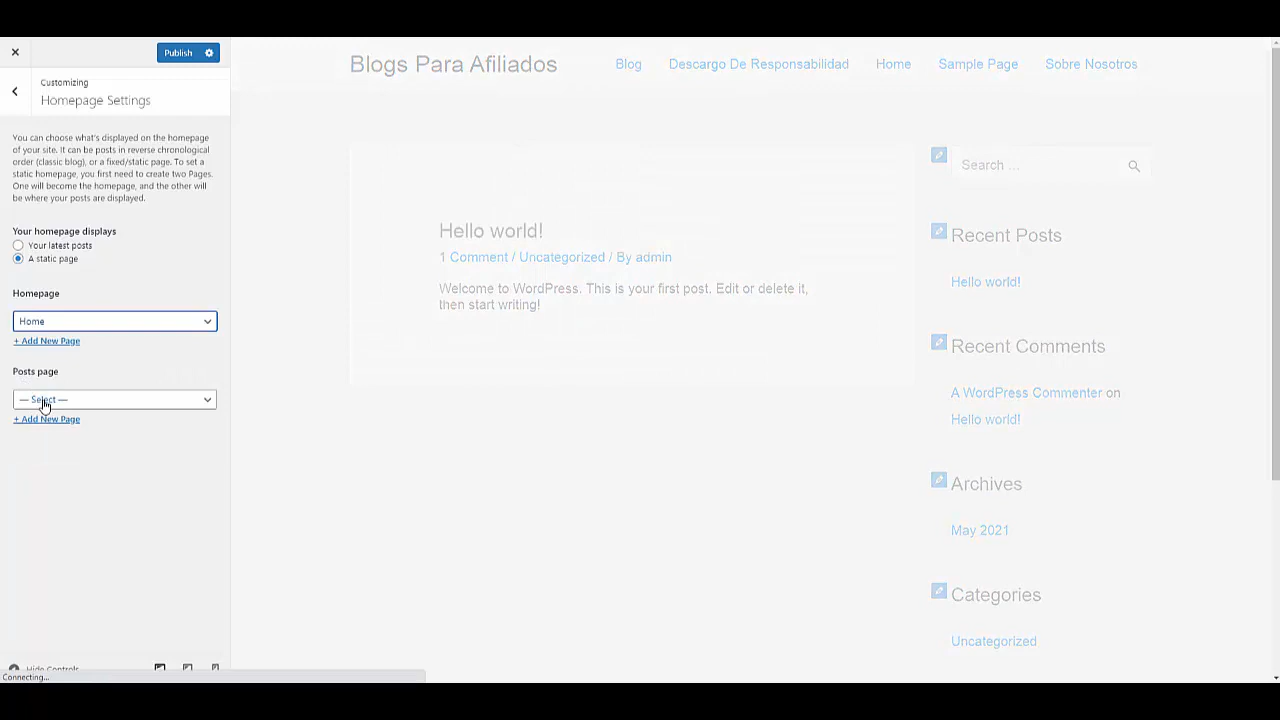 Publish
Customizing
Homepage Settings
You can choose what's displayed on the homepage
of your site. It can be posts in reverse chronological
order (classic blog), or a fixed/static page. To set a
static homepage, you first need to create two Pages.
One will become the homepage, and the other will
be where your posts are displayed.
Your homepage displays
Your latest posts
A static page
Homepage
Home
+ Add New Page
Posts page
— Select —
+ Add New Page
Hide Controls
Connecting...
Blogs Para Afiliados
Blog
Descargo De Responsabilidad
Home
Sample Page
Sobre Nosotros
Hello world!
1 Comment / Uncategorized / By admin
Welcome to WordPress. This is your first post. Edit or delete it,
then start writing!
Search ...
Recent Posts
Hello world!
Recent Comments
A WordPress Commenter on
Hello world!
Archives
May 2021
Categories
Uncategorized